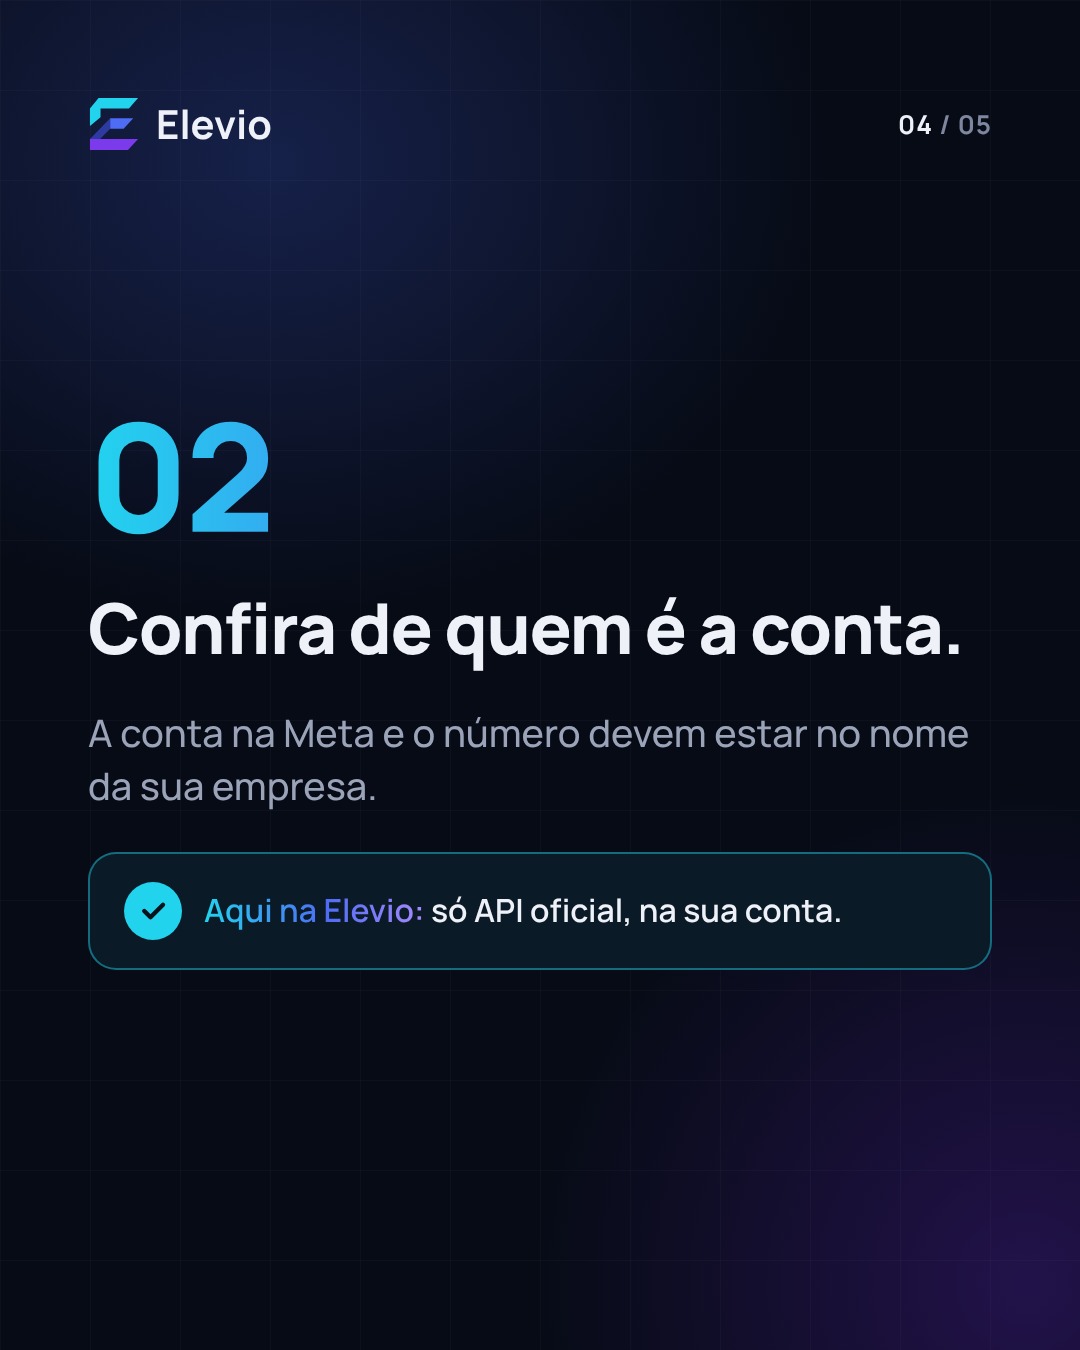 Elevio
04 / 05
02
Confira de quem é a conta.
A conta na Meta e o número devem estar no nome
da sua empresa.
Aqui na Elevio: só API oficial, na sua conta.